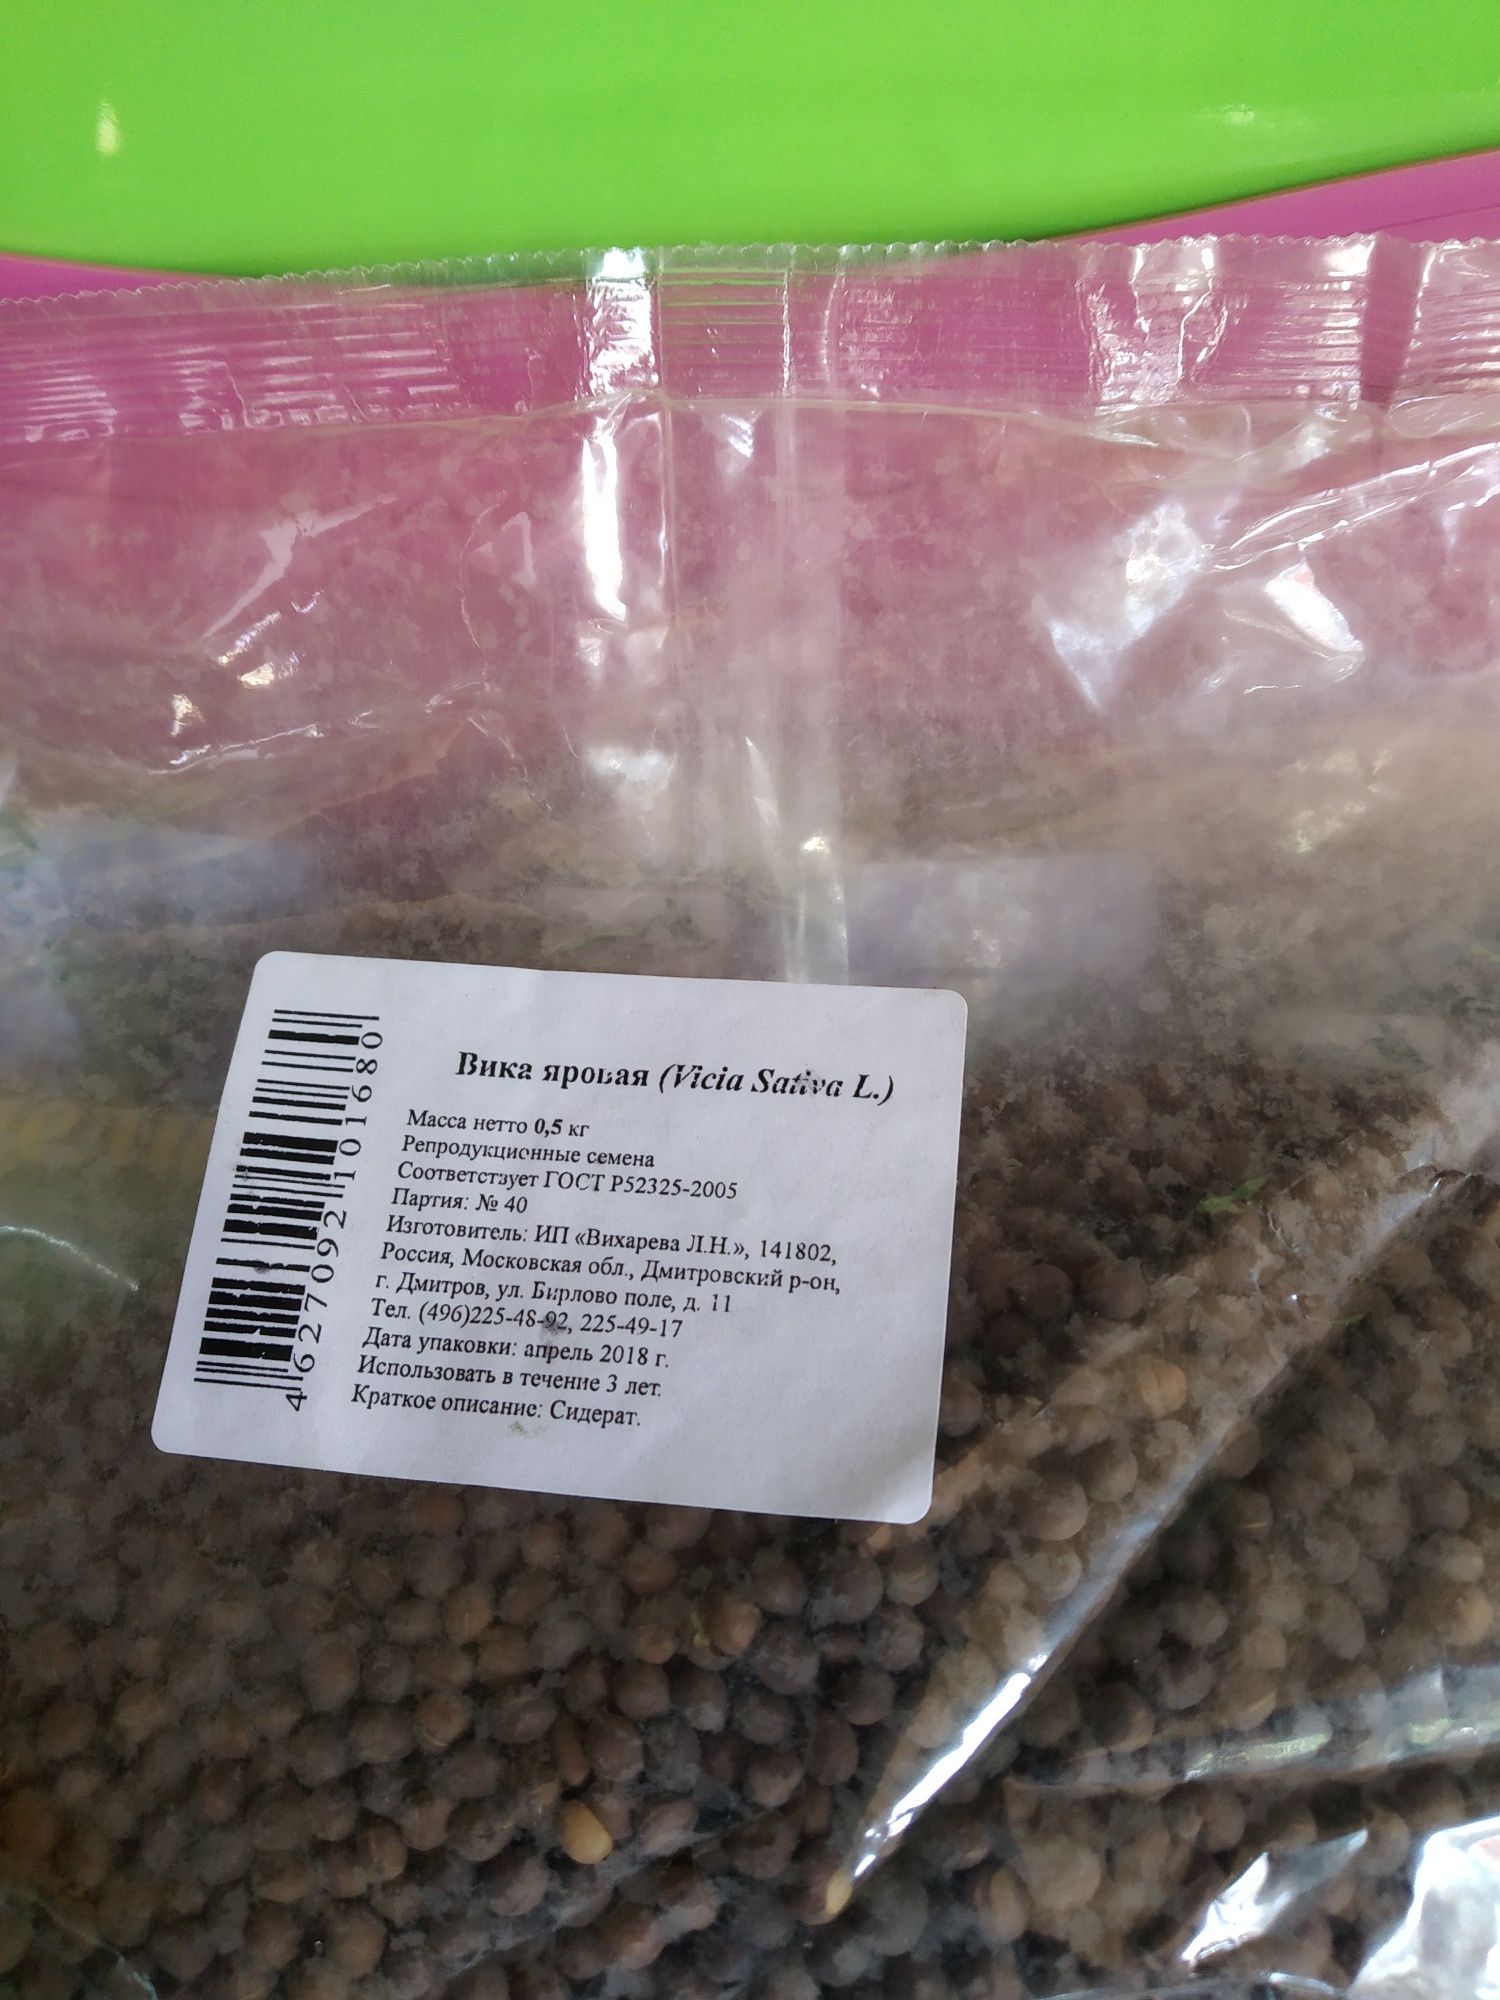 Вика яровая (Vicia Sativa L.)
Масса нетто 0,5 кг
Репродукционные семена
Соответствует ГОСТ Р52325-2005
Партия: № 40
Изготовитель: ИП «Вихарева Л.Н.», 141802,
Россия, Московская обл., Дмитровский р-он,
г. Дмитров, ул. Бирлово поле, д. 11
Тел. (496)225-48-92, 225-49-17
Дата упаковки: апрель 2018 г.
Использовать в течение 3 лет.
Краткое описание: Сидерат.
4627092101680